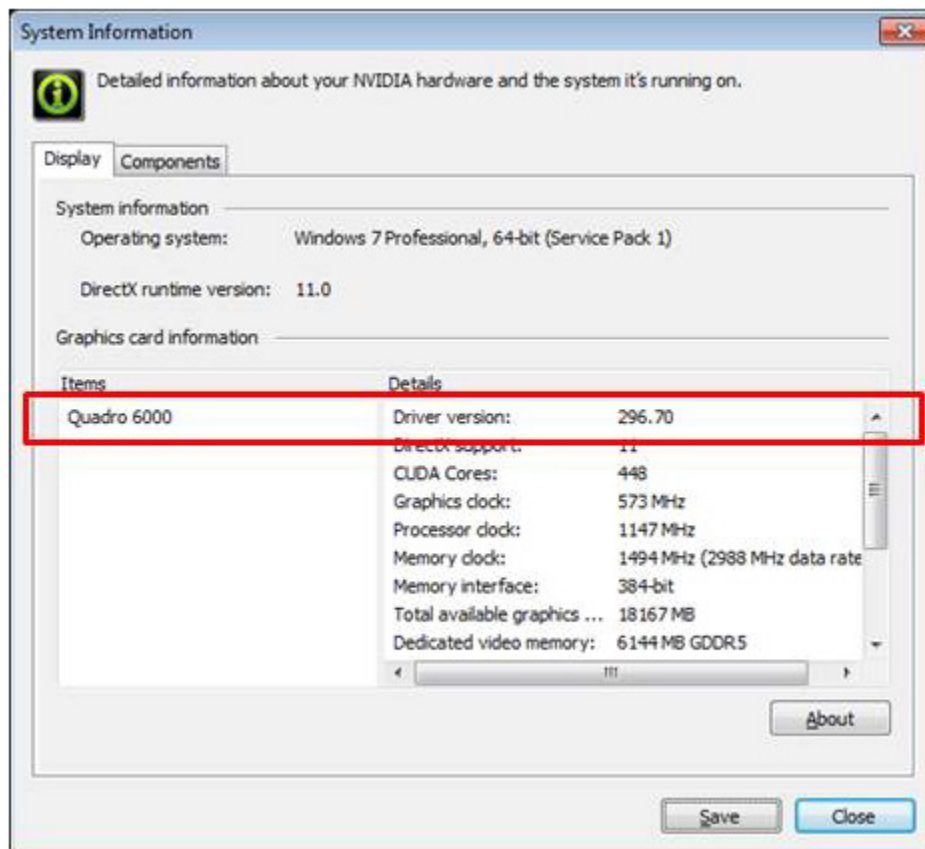 System Information
Detailed information about your NVIDIA hardware and the system it's running on.
Display Components
System information
Operating system: Windows 7 Professional, 64-bit (Service Pack 1)
DirectX runtime version: 11.0
Graphics card information
Items Details
Quadro 6000 Driver version: 296.70
DirectX support: 11
CUDA Cores: 448
Graphics clock: 573 MHz
Processor clock: 1147 MHz
Memory clock: 1494 MHz (2988 MHz data rate
Memory interface: 384-bit
Total available graphics ... 18167 MB
Dedicated video memory: 6144 MB GDDR5
About
Save Close